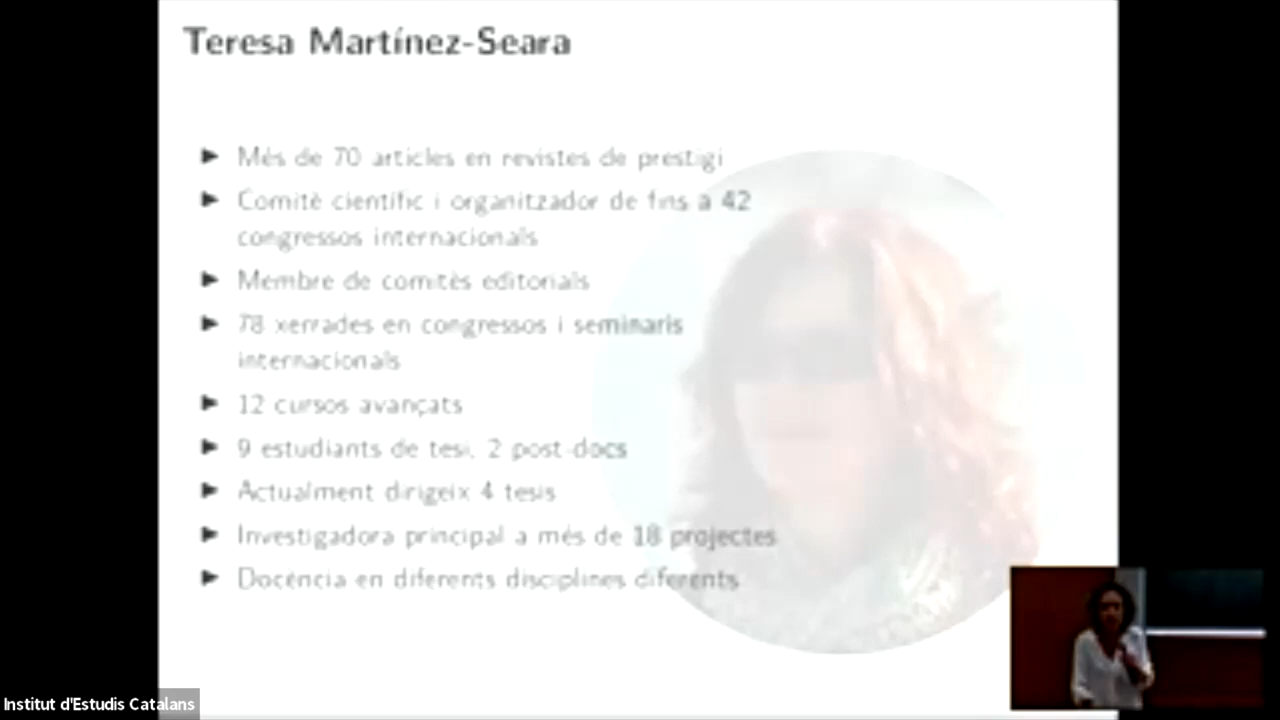 Teresa Martínez-Seara
Més de 70 articles en revistes de prestigi
Comitè científic i organitzador de fins a 42
congressos internacionals
Membre de comitès editorials
78 xerrades en congressos i seminaris
internacionals
12 cursos avançats
9 estudiants de tesi, 2 post-docs
Actualment dirigeix 4 tesis
Investigadora principal a més de 18 projectes
Docència en diferents disciplines diferents
Institut d'Estudis Catalans